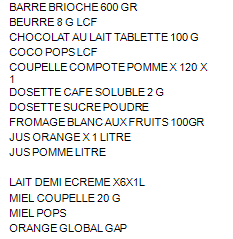 BARRE BRIOCHE 600 GR
BEURRE 8 G LCF
CHOCOLAT AU LAIT TABLETTE 100 G
COCO POPS LCF
COUPELLE COMPOTE POMME X 120 X
1
DOSETTE CAFE SOLUBLE 2 G
DOSETTE SUCRE POUDRE
FROMAGE BLANC AUX FRUITS 100GR
JUS ORANGE X 1 LITRE
JUS POMME LITRE
LAIT DEMI ECREME X6X1L
MIEL COUPELLE 20 G
MIEL POPS
ORANGE GLOBAL GAP